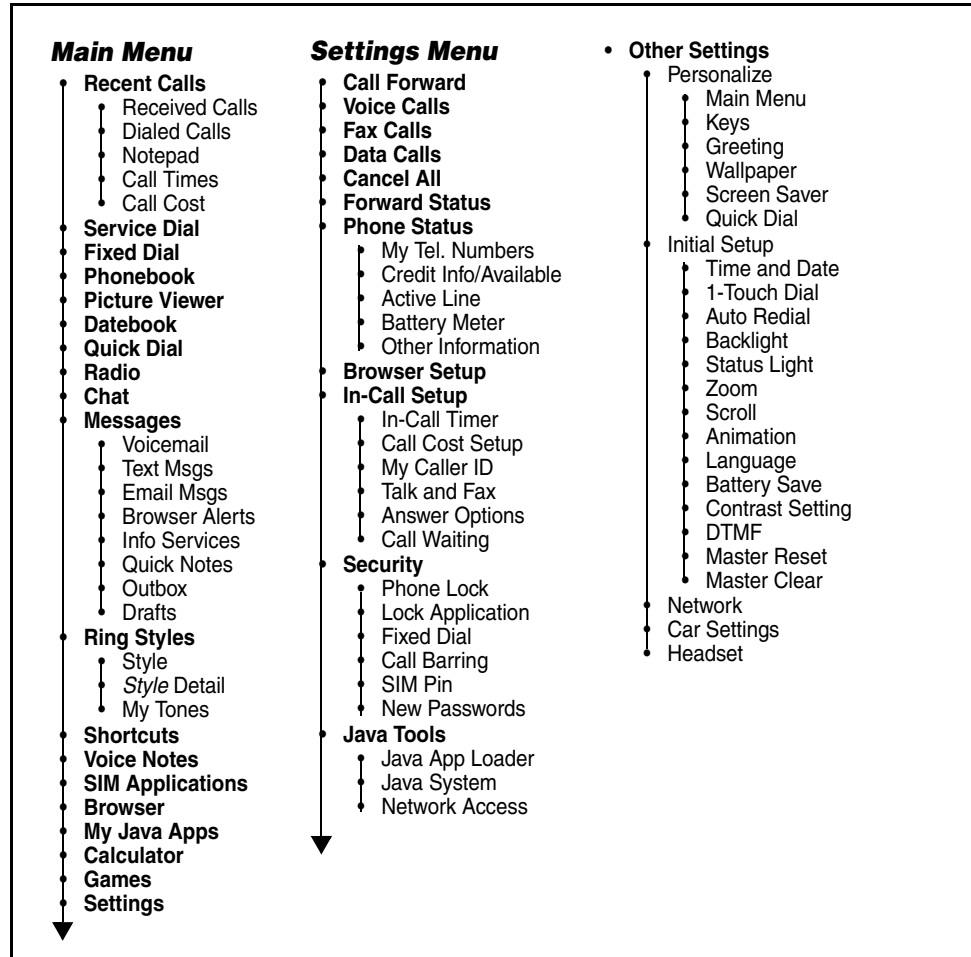 Main Menu
• Recent Calls
• Received Calls
• Dialed Calls
• Notepad
• Call Times
• Call Cost
• Service Dial
• Fixed Dial
• Phonebook
• Picture Viewer
• Datebook
• Quick Dial
• Radio
• Chat
• Messages
• Voicemail
• Text Msgs
• Email Msgs
• Browser Alerts
• Info Services
• Quick Notes
• Outbox
• Drafts
• Ring Styles
• Style
• Style Detail
• My Tones
• Shortcuts
• Voice Notes
• SIM Applications
• Browser
• My Java Apps
• Calculator
• Games
• Settings
Settings Menu
• Call Forward
• Voice Calls
• Fax Calls
• Data Calls
• Cancel All
• Forward Status
• Phone Status
• My Tel. Numbers
• Credit Info/Available
• Active Line
• Battery Meter
• Other Information
• Browser Setup
• In-Call Setup
• In-Call Timer
• Call Cost Setup
• My Caller ID
• Talk and Fax
• Answer Options
• Call Waiting
• Security
• Phone Lock
• Lock Application
• Fixed Dial
• Call Barring
• SIM Pin
• New Passwords
• Java Tools
• Java App Loader
• Java System
• Network Access
• Other Settings
• Personalize
• Main Menu
• Keys
• Greeting
• Wallpaper
• Screen Saver
• Quick Dial
• Initial Setup
• Time and Date
• 1-Touch Dial
• Auto Redial
• Backlight
• Status Light
• Zoom
• Scroll
• Animation
• Language
• Battery Save
• Contrast Setting
• DTMF
• Master Reset
• Master Clear
• Network
• Car Settings
• Headset